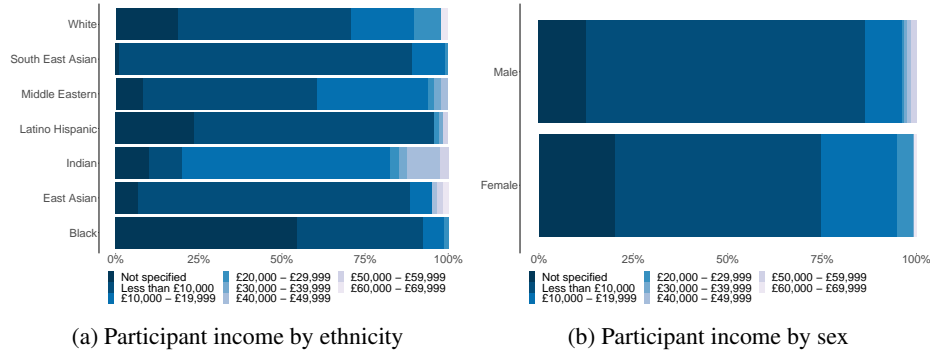 White
South East Asian
Middle Eastern
Latino Hispanic
Indian
East Asian
Black
0% 25% 50% 75% 100%
Not specified £20,000 – £29,999 £50,000 – £59,999
Less than £10,000 £30,000 – £39,999 £60,000 – £69,999
£10,000 – £19,999 £40,000 – £49,999
(a) Participant income by ethnicity
Male
Female
0% 25% 50% 75% 100%
Not specified £20,000 – £29,999 £50,000 – £59,999
Less than £10,000 £30,000 – £39,999 £60,000 – £69,999
£10,000 – £19,999 £40,000 – £49,999
(b) Participant income by sex